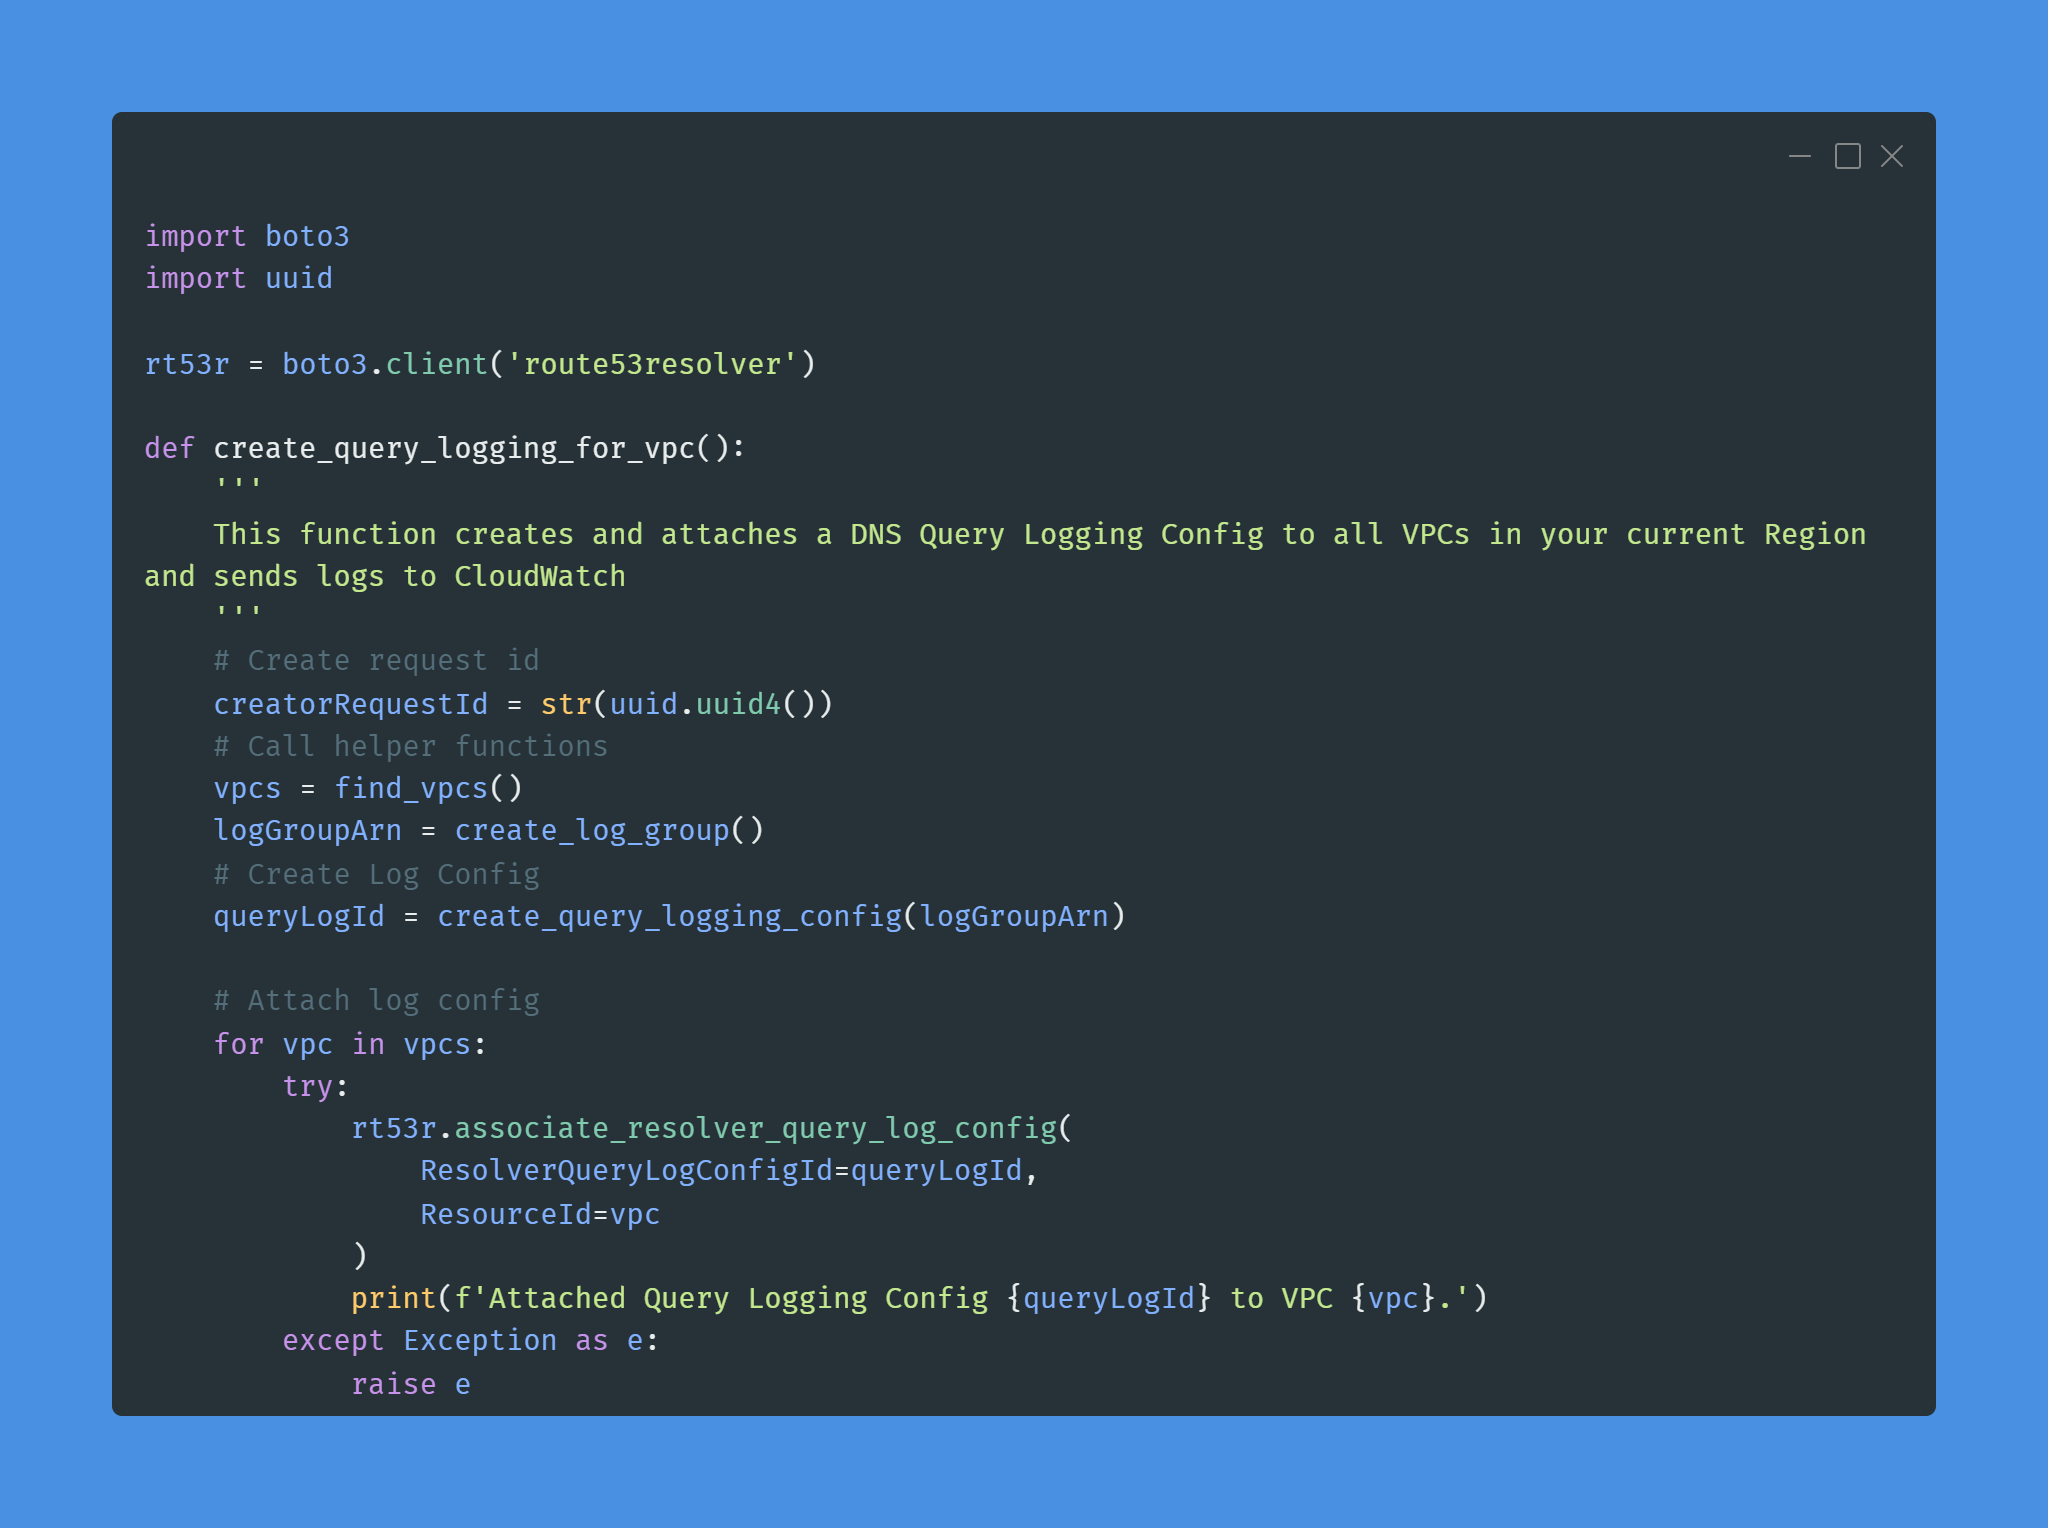 import boto3
import uuid

rt53r = boto3.client('route53resolver')

def create_query_logging_for_vpc():
    '''
    This function creates and attaches a DNS Query Logging Config to all VPCs in your current Region
and sends logs to CloudWatch
    '''
    # Create request id
    creatorRequestId = str(uuid.uuid4())
    # Call helper functions
    vpcs = find_vpcs()
    logGroupArn = create_log_group()
    # Create Log Config
    queryLogId = create_query_logging_config(logGroupArn)

    # Attach log config
    for vpc in vpcs:
        try:
            rt53r.associate_resolver_query_log_config(
                ResolverQueryLogConfigId=queryLogId,
                ResourceId=vpc
            )
            print(f'Attached Query Logging Config {queryLogId} to VPC {vpc}.')
        except Exception as e:
            raise e